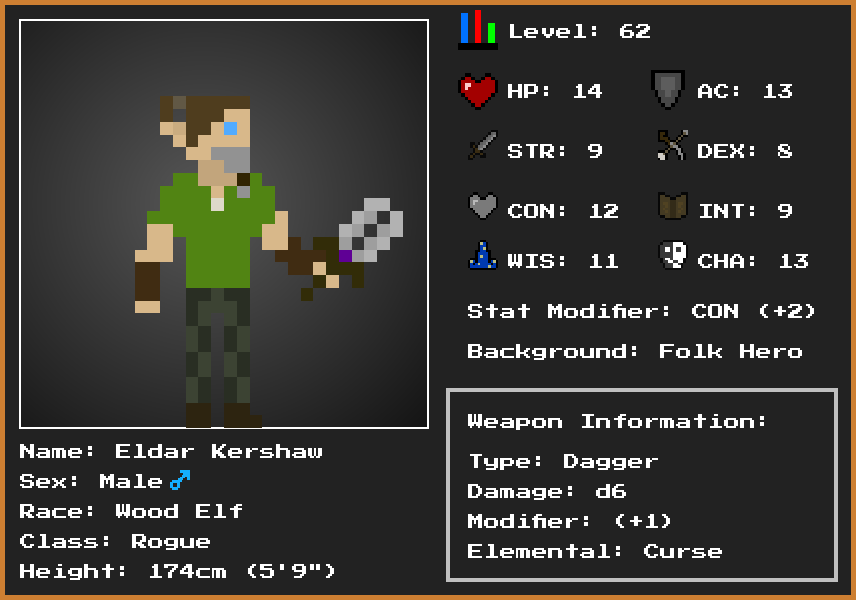 Level: 62
HP: 14
AC: 13
STR: 9
DEX: 8
CON: 12
INT: 9
WIS: 11
CHA: 13
Stat Modifier: CON (+2)
Background: Folk Hero
Name: Eldar Kershaw
Sex: Male♂
Race: Wood Elf
Class: Rogue
Height: 174cm (5'9")
Weapon Information:
Type: Dagger
Damage: d6
Modifier: (+1)
Elemental: Curse